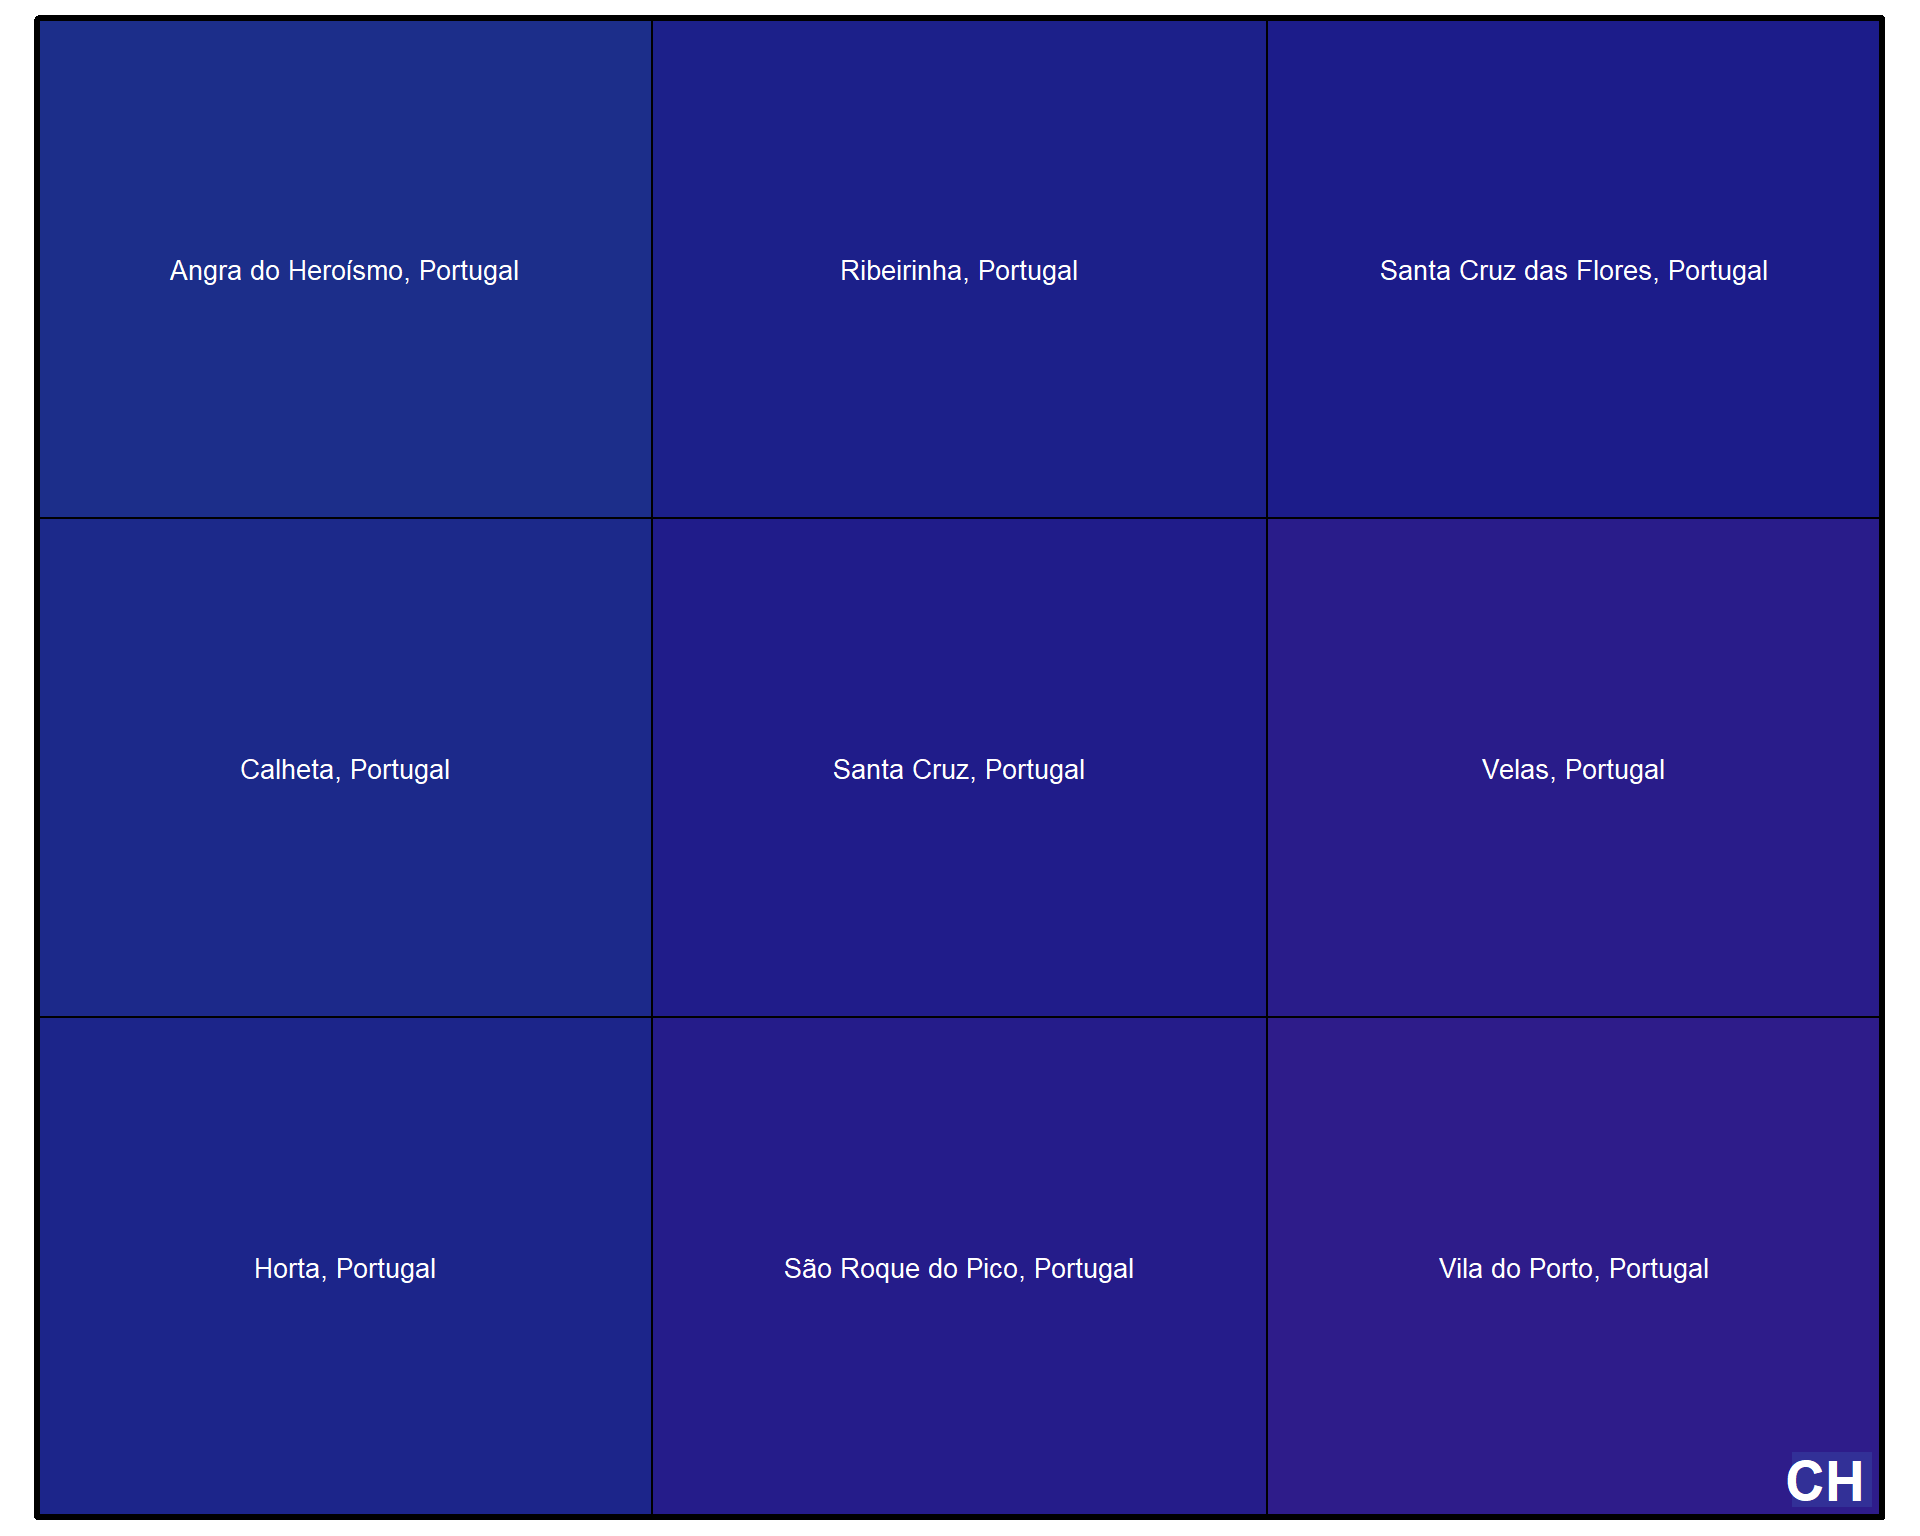 Angra do Heroísmo, Portugal
Ribeirinha, Portugal
Santa Cruz das Flores, Portugal
Calheta, Portugal
Santa Cruz, Portugal
Velas, Portugal
Horta, Portugal
São Roque do Pico, Portugal
Vila do Porto, Portugal
CH